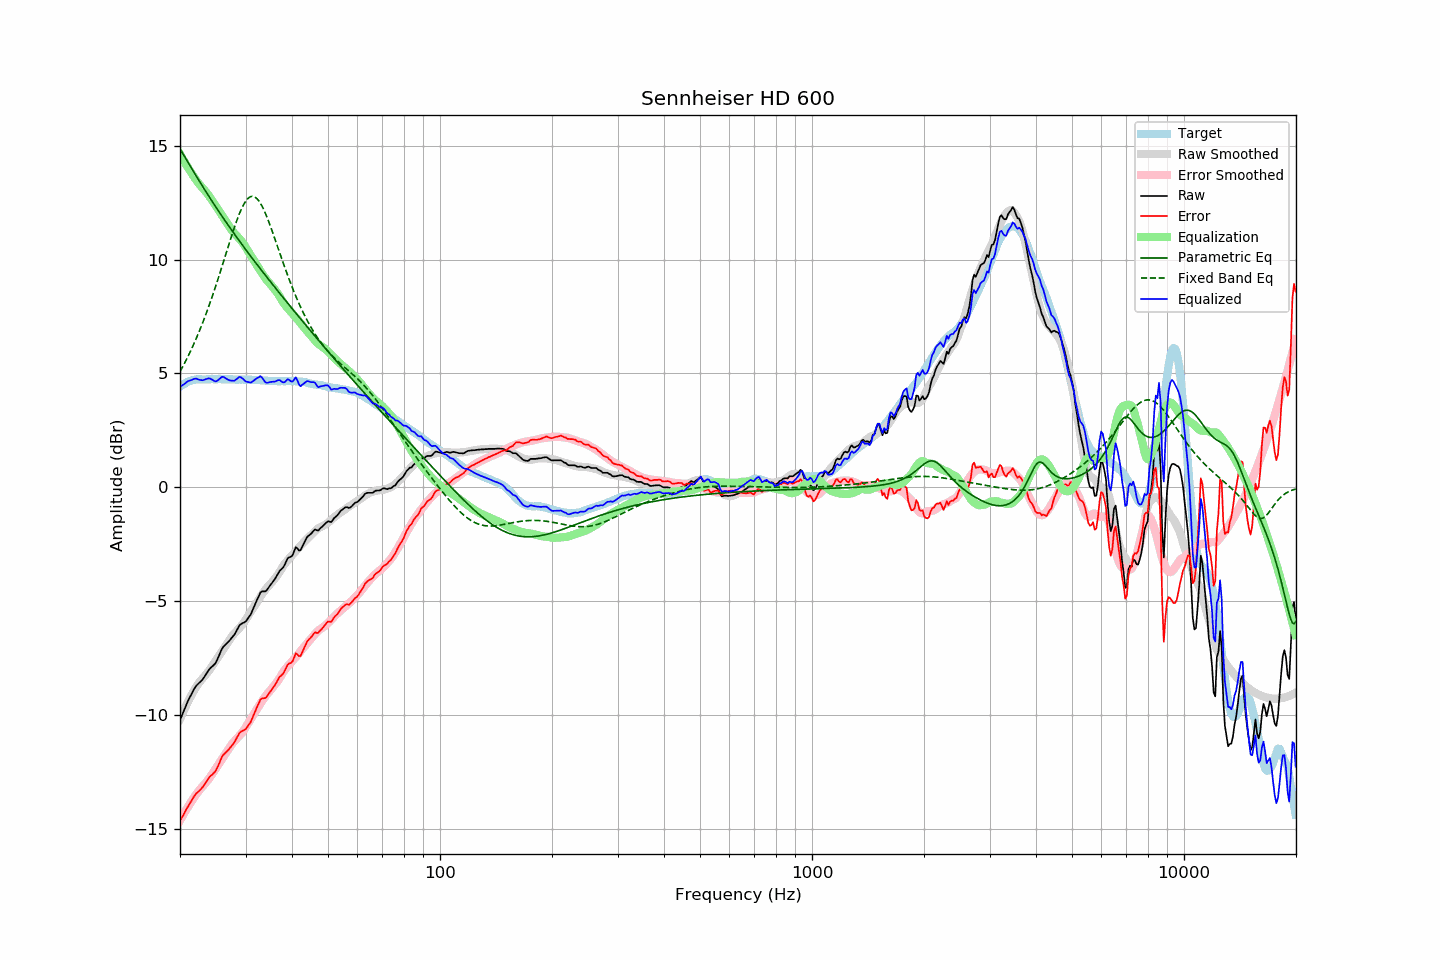 Sennheiser HD 600
Target
Raw Smoothed
Error Smoothed
Raw
Error
Equalization
Parametric Eq
Fixed Band Eq
Equalized
15
10
5
0
−5
−10
−15
Amplitude (dBr)
100 1000 10000
Frequency (Hz)